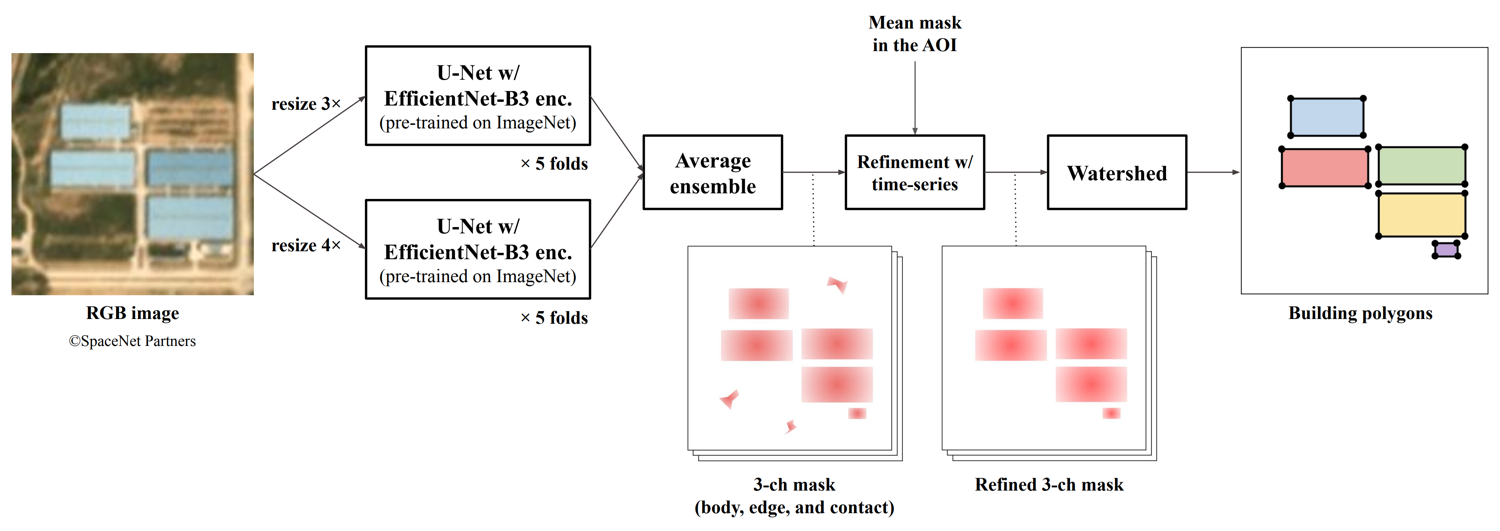 Mean mask
in the AOI
resize 3×
U-Net w/
EfficientNet-B3 enc.
(pre-trained on ImageNet)
× 5 folds
resize 4×
U-Net w/
EfficientNet-B3 enc.
(pre-trained on ImageNet)
× 5 folds
Average
ensemble
Refinement w/
time-series
Watershed
RGB image
©SpaceNet Partners
3-ch mask
(body, edge, and contact)
Refined 3-ch mask
Building polygons